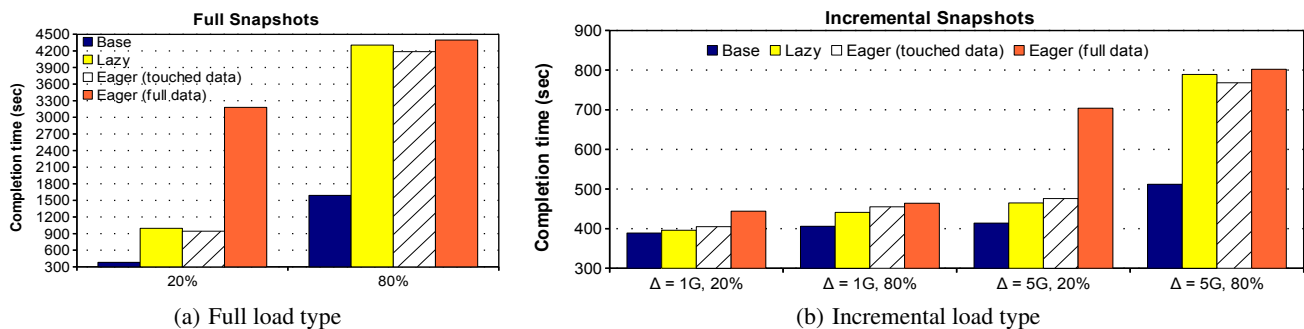 Full Snapshots
Completion time (sec)
4500
4200
3900
3600
3300
3000
2700
2400
2100
1800
1500
1200
900
600
300
Base
Lazy
Eager (touched data)
Eager (full data)
20%
80%
(a) Full load type
Incremental Snapshots
Completion time (sec)
900
800
700
600
500
400
300
Base Lazy Eager (touched data) Eager (full data)
Δ = 1G, 20%
Δ = 1G, 80%
Δ = 5G, 20%
Δ = 5G, 80%
(b) Incremental load type